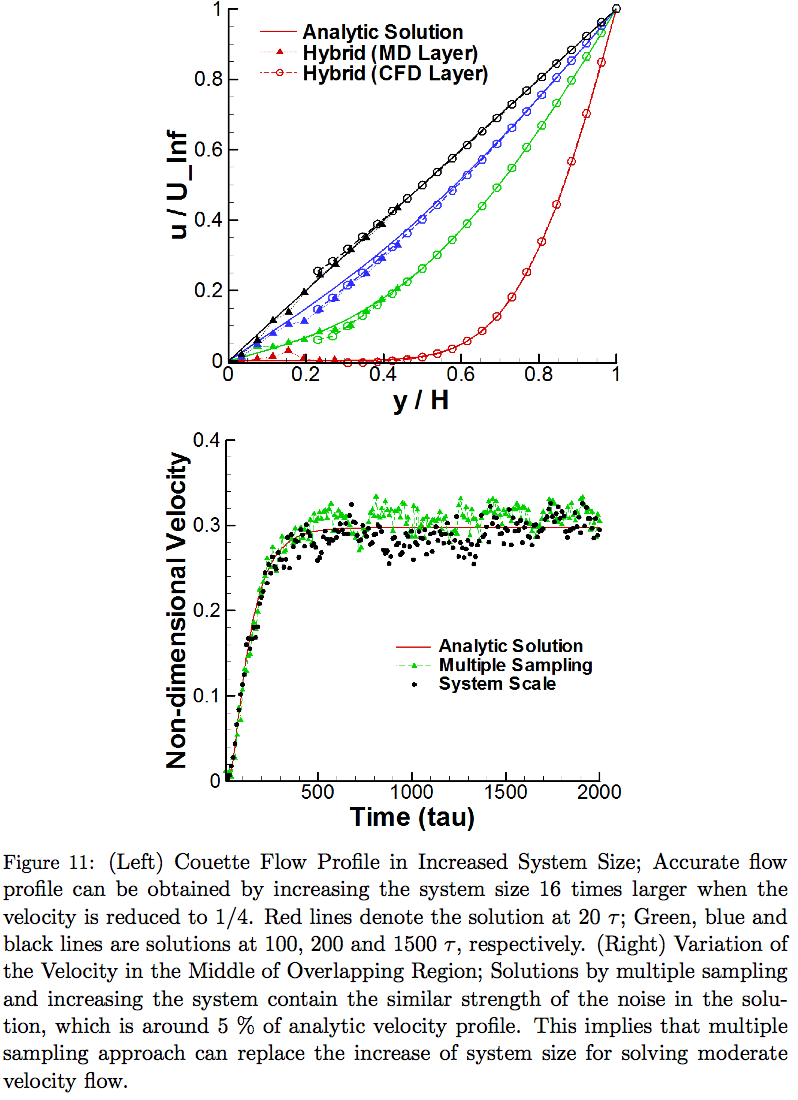 Analytic Solution
Hybrid (MD Layer)
Hybrid (CFD Layer)
u / U_Inf
1
0.8
0.6
0.4
0.2
0
0 0.2 0.4 0.6 0.8 1
y / H
Non-dimensional Velocity
0.4
0.3
0.2
0.1
0
Analytic Solution
Multiple Sampling
System Scale
500 1000 1500 2000
Time (tau)
Figure 11: (Left) Couette Flow Profile in Increased System Size; Accurate flow
profile can be obtained by increasing the system size 16 times larger when the
velocity is reduced to 1/4. Red lines denote the solution at 20 τ; Green, blue and
black lines are solutions at 100, 200 and 1500 τ, respectively. (Right) Variation of
the Velocity in the Middle of Overlapping Region; Solutions by multiple sampling
and increasing the system contain the similar strength of the noise in the solu-
tion, which is around 5 % of analytic velocity profile. This implies that multiple
sampling approach can replace the increase of system size for solving moderate
velocity flow.